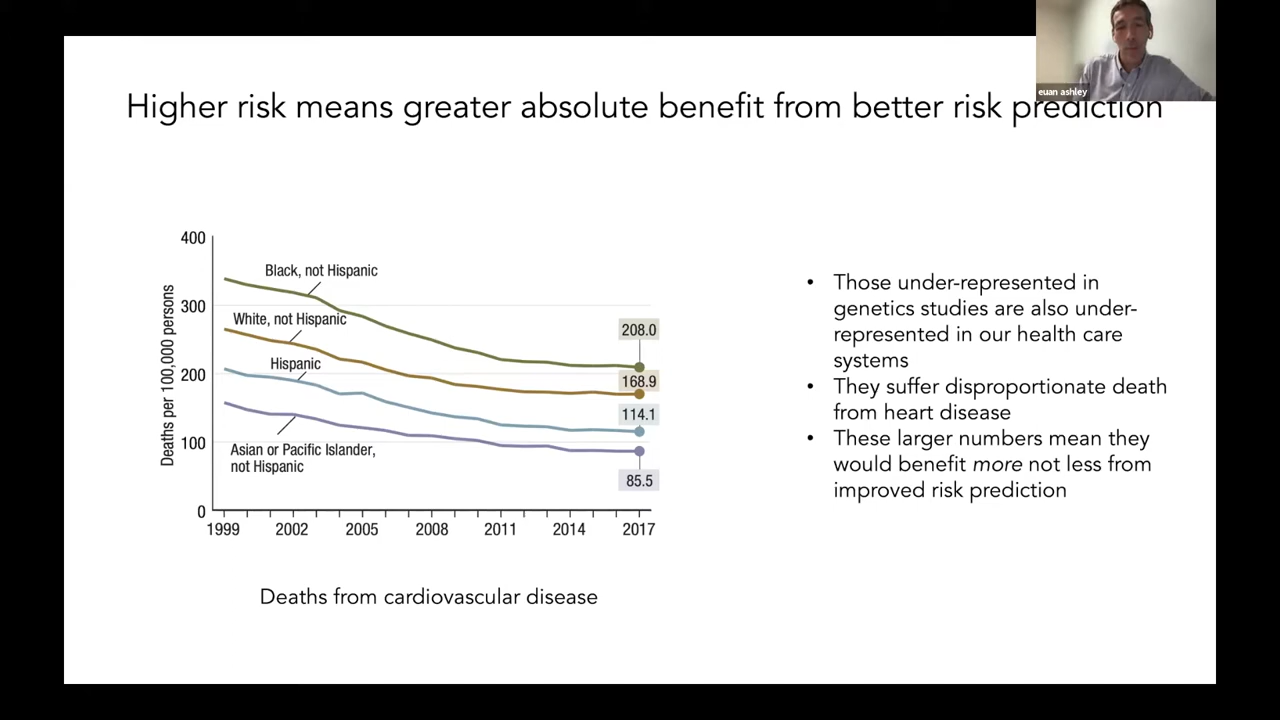 euan ashley
Higher risk means greater absolute benefit from better risk prediction
Deaths per 100,000 persons
400
300
200
100
0
Black, not Hispanic
White, not Hispanic
Hispanic
Asian or Pacific Islander,
not Hispanic
208.0
168.9
114.1
85.5
1999 2002 2005 2008 2011 2014 2017
Deaths from cardiovascular disease
• Those under-represented in
genetics studies are also under-
represented in our health care
systems
• They suffer disproportionate death
from heart disease
• These larger numbers mean they
would benefit more not less from
improved risk prediction